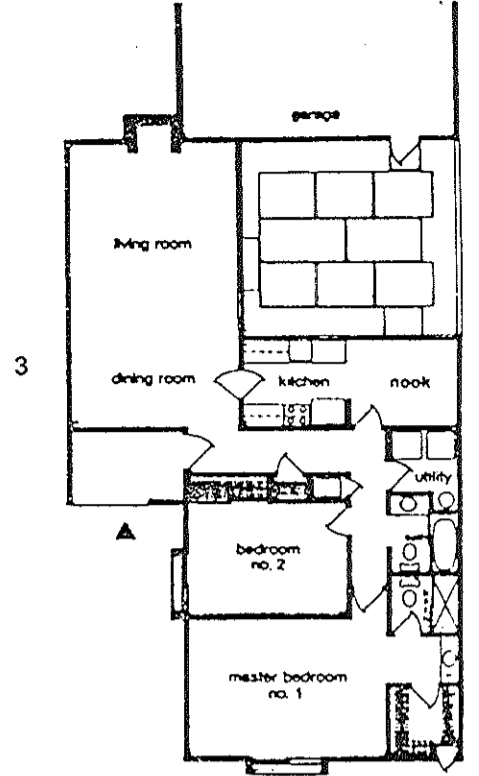 garage
living room
3
dining room
kitchen
nook
utility
bedroom
no. 2
master bedroom
no. 1